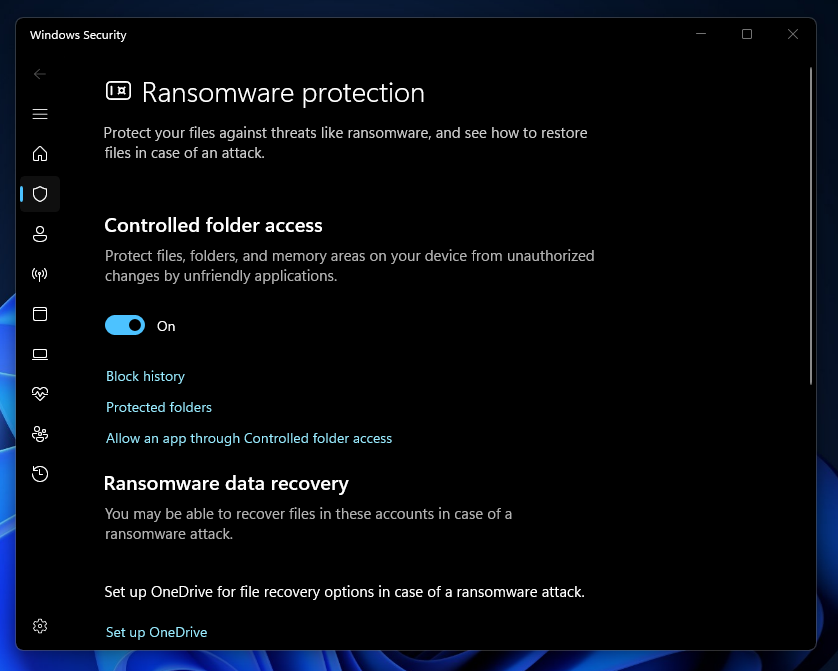 Windows Security
Ransomware protection
Protect your files against threats like ransomware, and see how to restore
files in case of an attack.
Controlled folder access
Protect files, folders, and memory areas on your device from unauthorized
changes by unfriendly applications.
On
Block history
Protected folders
Allow an app through Controlled folder access
Ransomware data recovery
You may be able to recover files in these accounts in case of a
ransomware attack.
Set up OneDrive for file recovery options in case of a ransomware attack.
Set up OneDrive